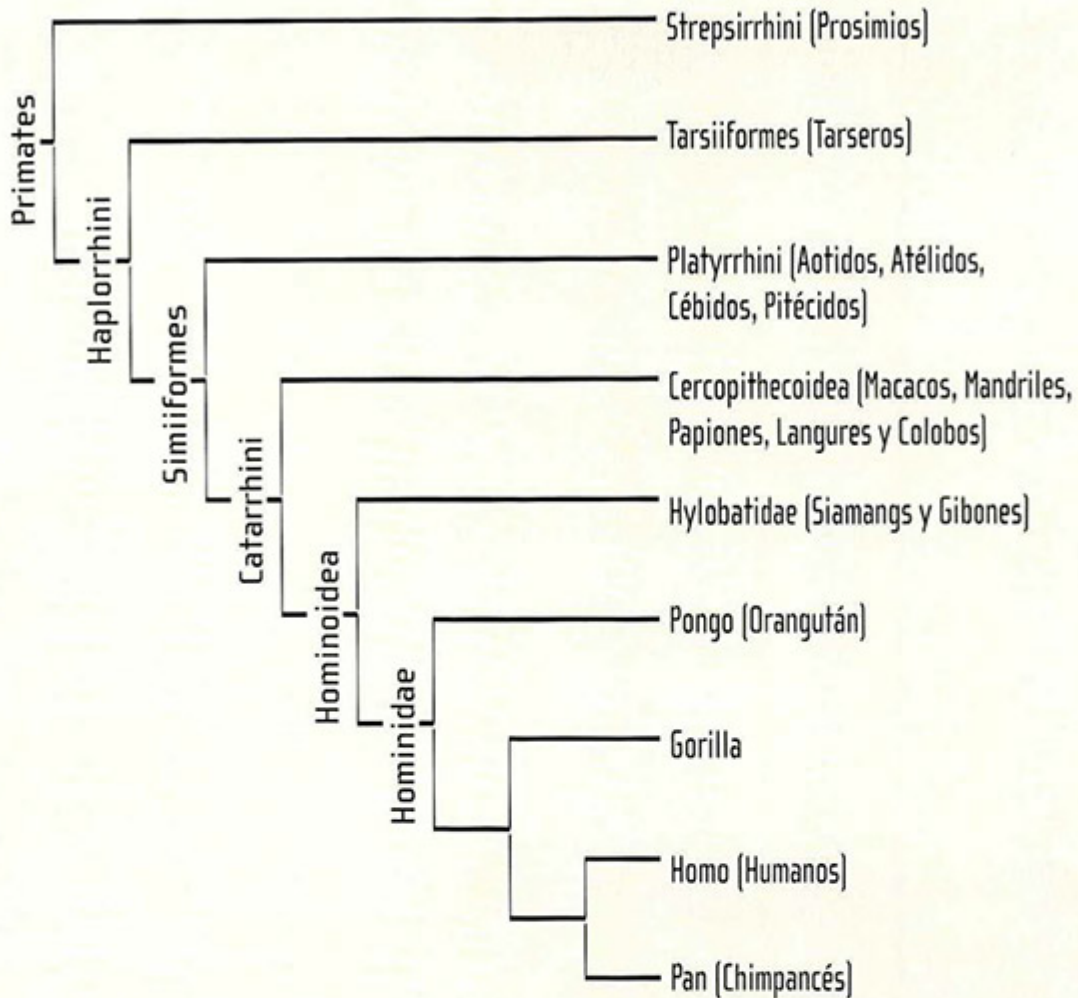 Primates
Haplorrhini
Simiiformes
Catarrhini
Hominoidea
Hominidae
Strepsirrhini (Prosimios)
Tarsiiformes (Tarseros)
Platyrrhini (Aotidos, Atélidos,
Cébidos, Pitécidos)
Cercopithecoidea (Macacos, Mandriles,
Papiones, Langures y Colobos)
Hylobatidae (Siamangs y Gibones)
Pongo (Orangután)
Gorilla
Homo (Humanos)
Pan (Chimpancés)